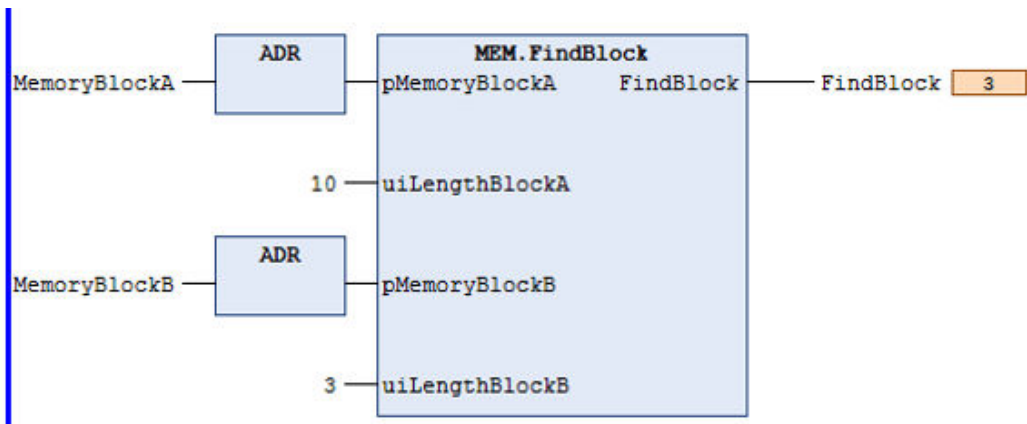 ADR MEM.FindBlock
MemoryBlockA pMemoryBlockA FindBlock FindBlock 3
10 uiLengthBlockA
ADR
MemoryBlockB pMemoryBlockB
3 uiLengthBlockB